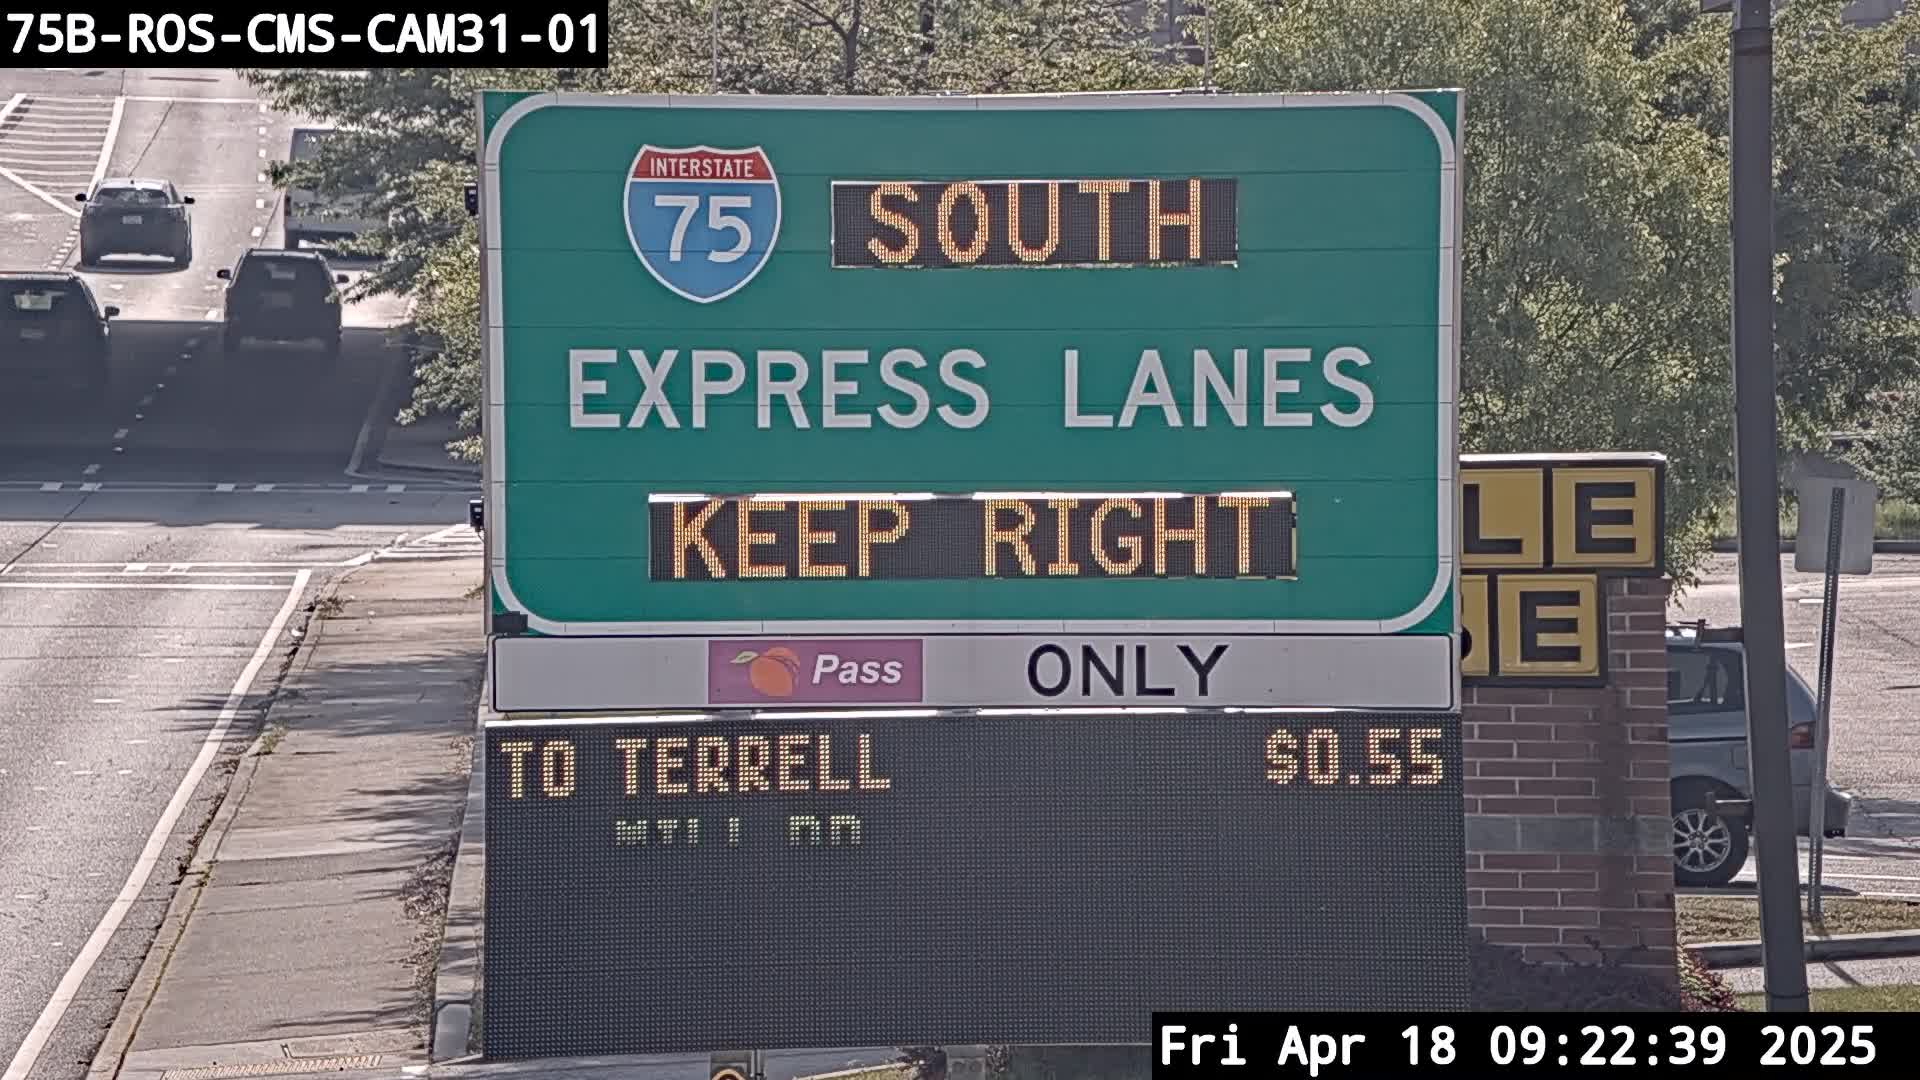 75B-ROS-CMS-CAM31-01
INTERSTATE
75
SOUTH
EXPRESS LANES
KEEP RIGHT
Pass ONLY
TO TERRELL $0.55
LE
E
Fri Apr 18 09:22:39 2025